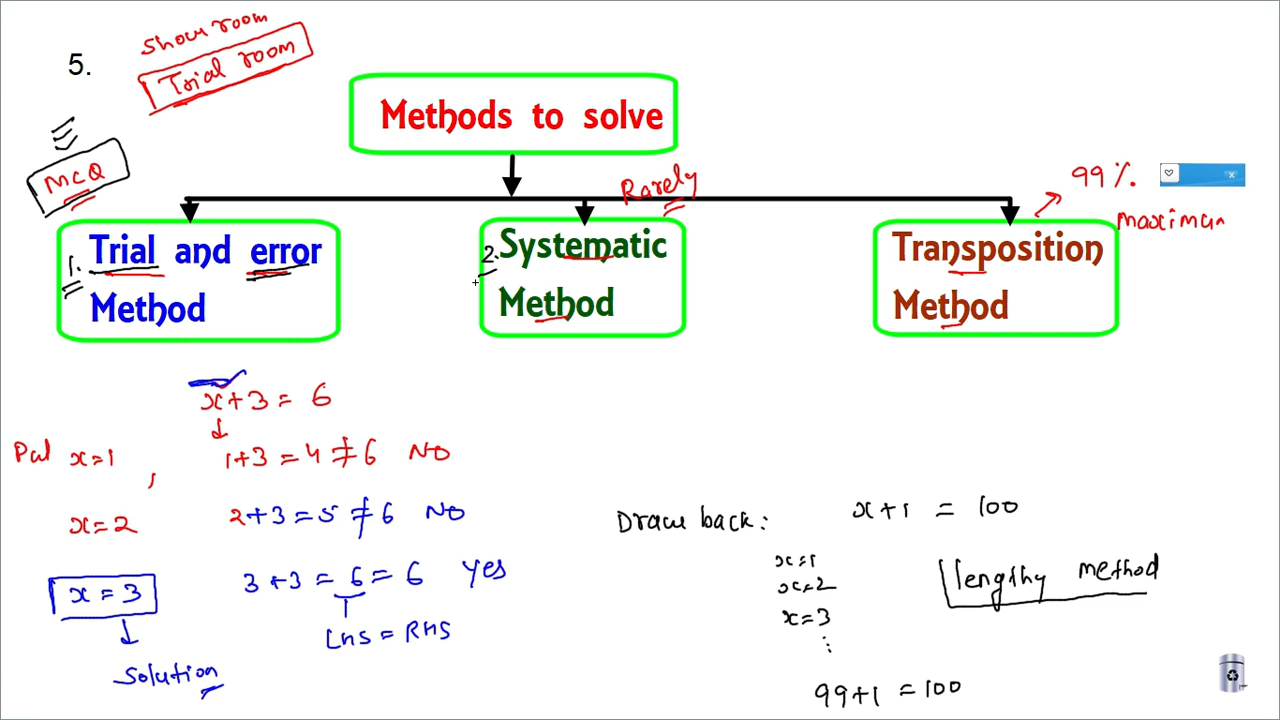 5.
Show room
Trial room
Methods to solve
MCQ
Rarely
99%.
maximum
1. Trial and error
Method
2. Systematic
Method
Transposition
Method
x+3 = 6
Put x=1, 1+3 = 4 ≠ 6 NO
x=2 2+3 = 5 ≠ 6 NO
x = 3 3+3 = 6 = 6 Yes
LHS = RHS
Solution
Draw back: x+1 = 100
x=1
x=2
x=3
⋮
99+1 = 100
lengthy method